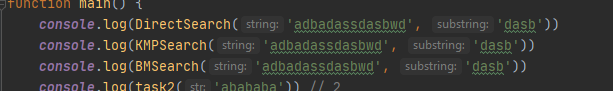 function main() {
console.log(DirectSearch( string: 'adbadassdasbwd', substring: 'dasb'))
console.log(KMPSearch( string: 'adbadassdasbwd', substring: 'dasb'))
console.log(BMSearch( string: 'adbadassdasbwd', substring: 'dasb'))
console.log(task2( str: 'abababa')) // 2